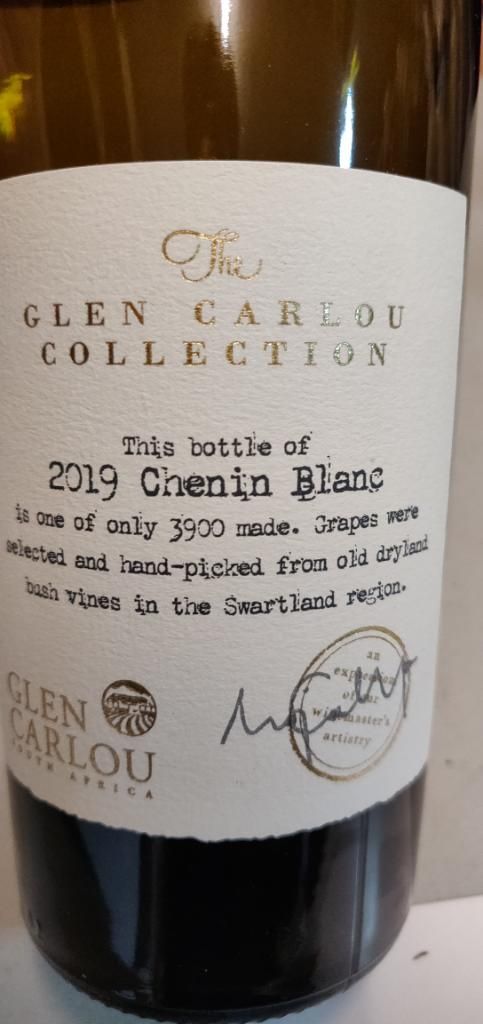 The
GLEN CARLOU
COLLECTION
This bottle of
2019 Chenin Blanc
is one of only 3900 made. Grapes were
selected and hand-picked from old dryland
bush vines in the Swartland region.
GLEN
CARLOU
SOUTH AFRICA
an
expression
of our
winemaster's
artistry